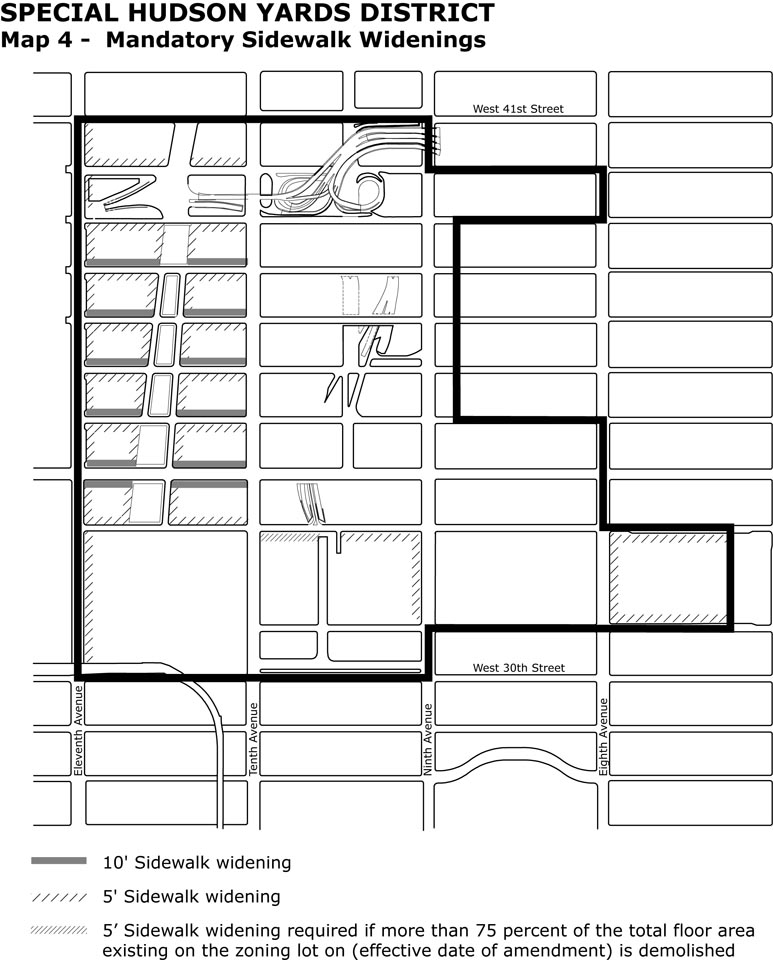 SPECIAL HUDSON YARDS DISTRICT
Map 4 - Mandatory Sidewalk Widenings
West 41st Street
West 30th Street
Eleventh Avenue
Tenth Avenue
Ninth Avenue
Eighth Avenue
10' Sidewalk widening
5' Sidewalk widening
5’ Sidewalk widening required if more than 75 percent of the total floor area
existing on the zoning lot on (effective date of amendment) is demolished